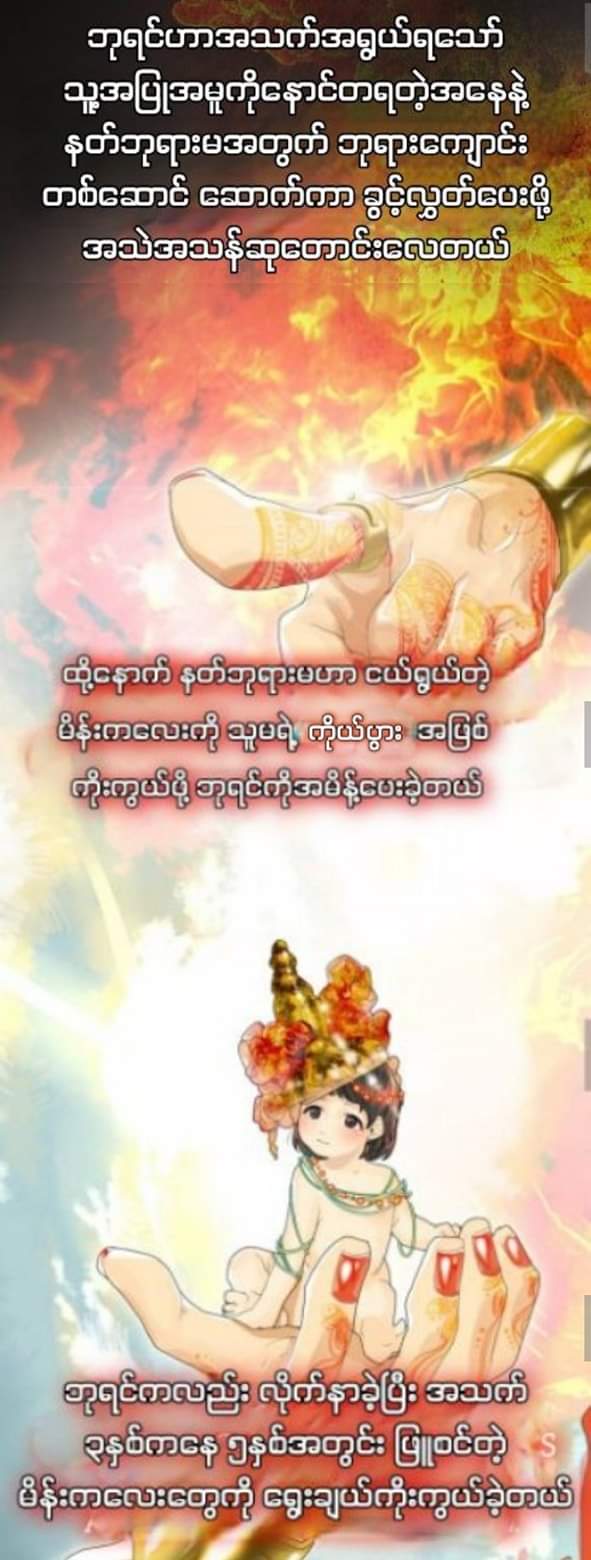 ဘုရင်ဟာအသက်အရွယ်ရသော်
သူ့အပြုအမူကိုနောင်တရတဲ့အနေနဲ့
နတ်ဘုရားမအတွက် ဘုရားကျောင်း
တစ်ဆောင် ဆောက်ကာ ခွင့်လွှတ်ပေးဖို့
အသဲအသန်ဆုတောင်းလေတယ်
ထို့နောက် နတ်ဘုရားမဟာ ငယ်ရွယ်တဲ့
မိန်းကလေးကို သူမရဲ့ ကိုယ်ပွား အဖြစ်
ကိုးကွယ်ဖို့ ဘုရင်ကိုအမိန့်ပေးခဲ့တယ်
ဘုရင်ကလည်း လိုက်နာခဲ့ပြီး အသက်
၃နှစ်ကနေ ၅နှစ်အတွင်း ဖြူစင်တဲ့
S
မိန်းကလေးတွေကို ရွေးချယ်ကိုးကွယ်ခဲ့တယ်